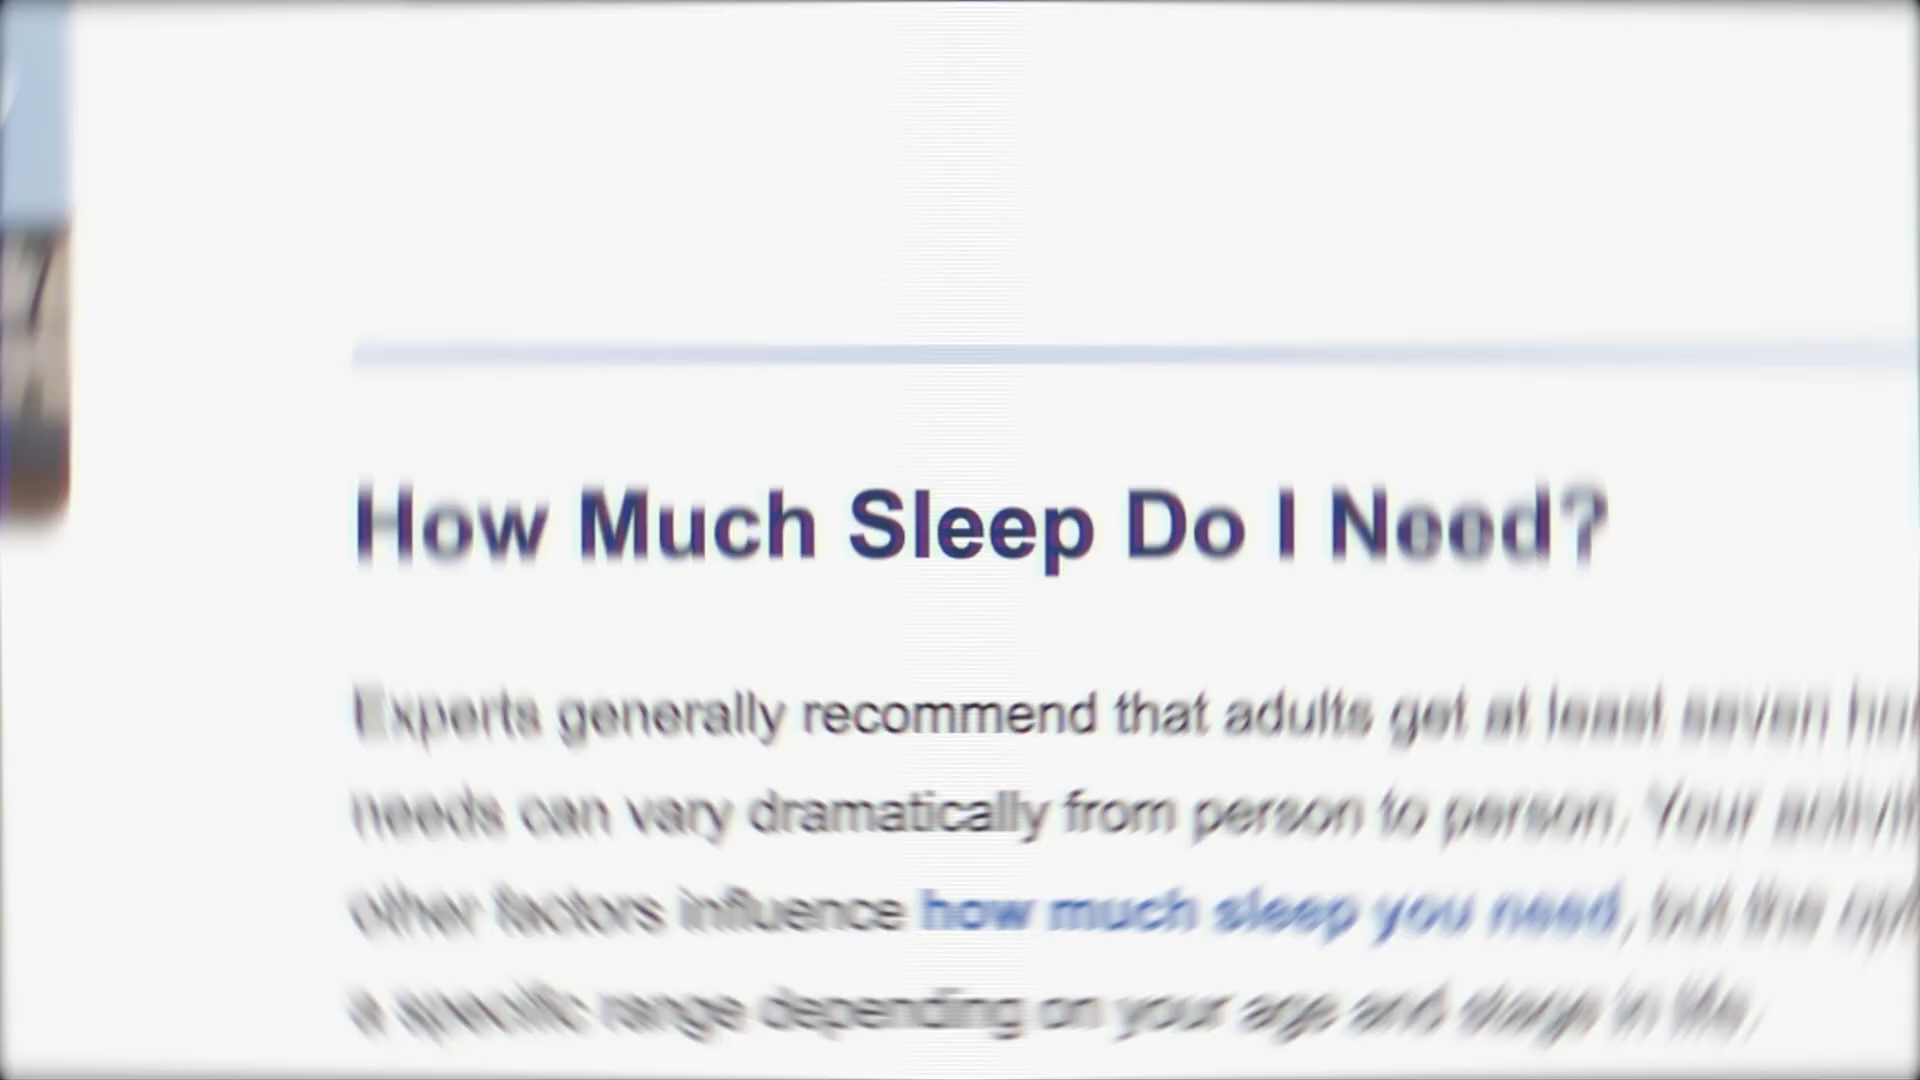 How Much Sleep Do I Need?
Experts generally recommend that adults get at least seven
needs can vary dramatically from person to person. Your
other factors influence how much sleep you need, but the
a specific range depending on your age and stage in life.